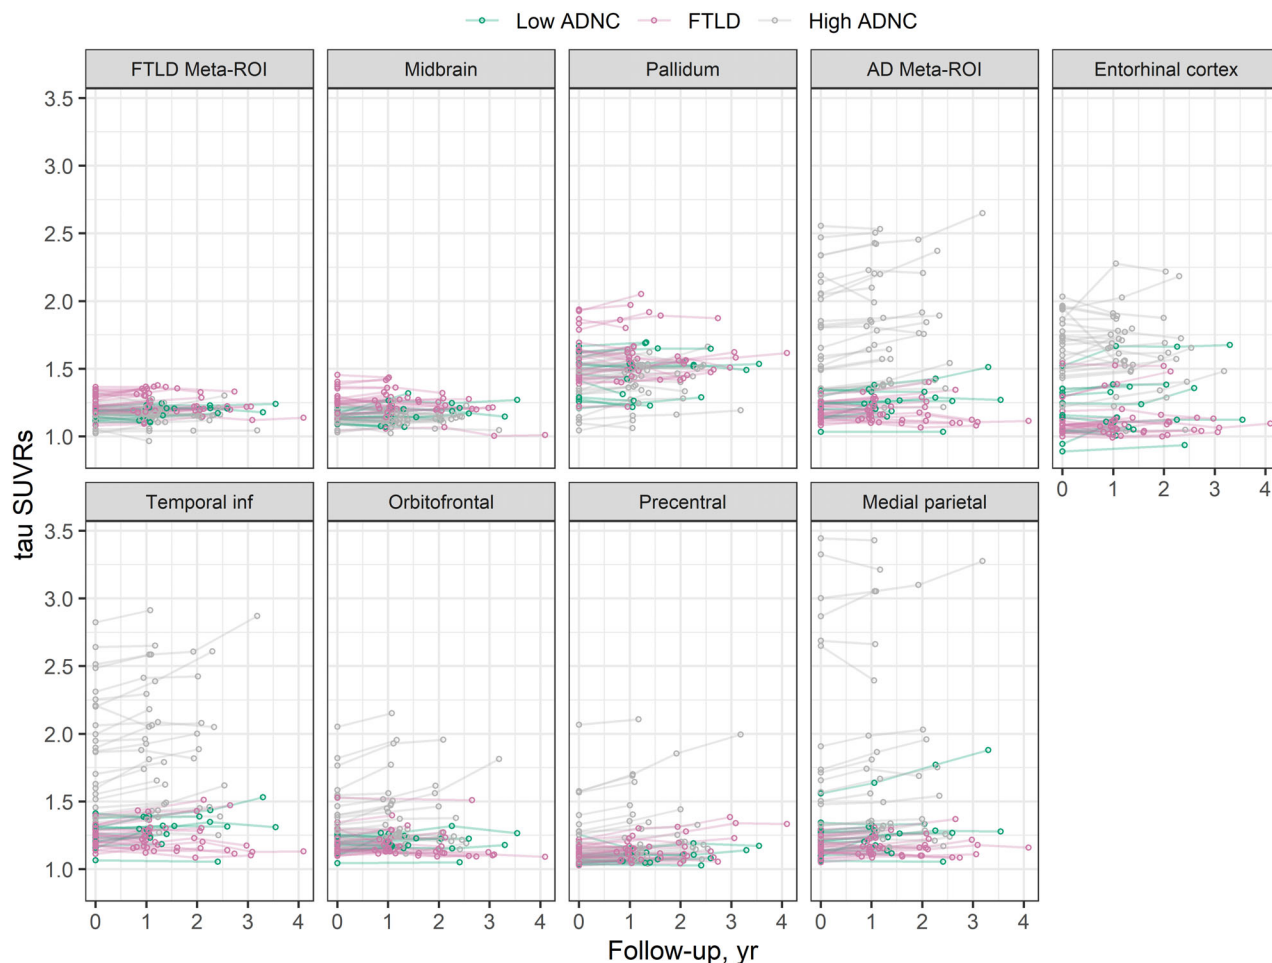 Low ADNC FTLD High ADNC
FTLD Meta-ROI Midbrain Pallidum AD Meta-ROI Entorhinal cortex
3.5
3.0
2.5
2.0
1.5
1.0
0 1 2 3 4
Temporal inf Orbitofrontal Precentral Medial parietal
3.5
3.0
2.5
2.0
1.5
1.0
0 1 2 3 4 0 1 2 3 4 0 1 2 3 4 0 1 2 3 4
tau SUVRs
Follow-up, yr